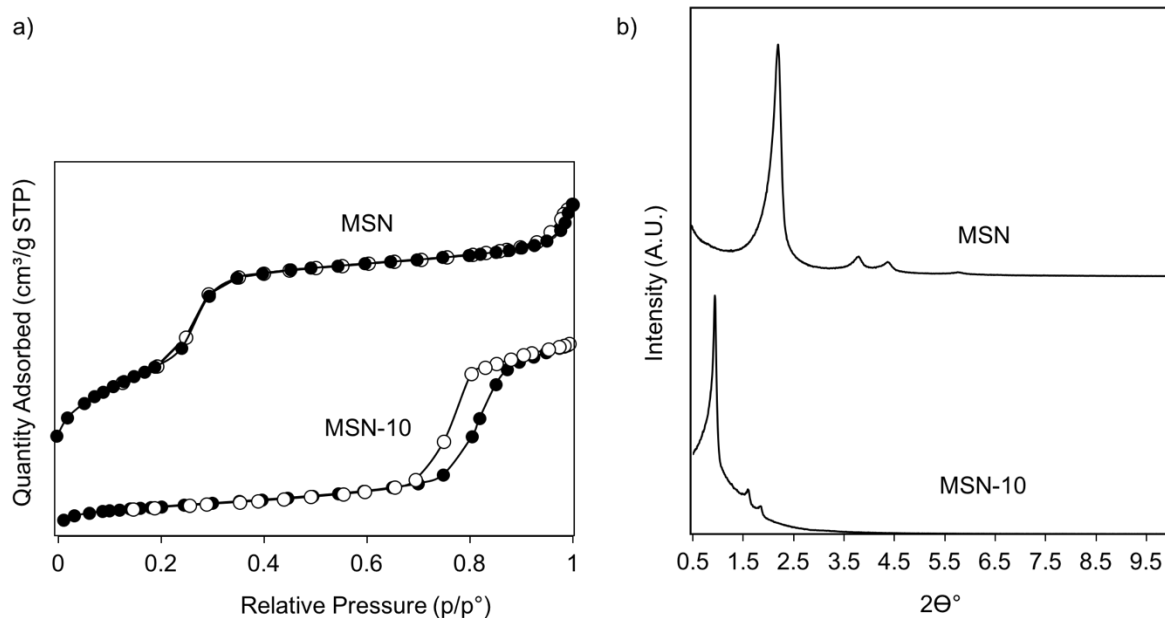 a)
Quantity Adsorbed (cm³/g STP)
MSN
MSN-10
0 0.2 0.4 0.6 0.8 1
Relative Pressure (p/p°)
b)
Intensity (A.U.)
MSN
MSN-10
0.5 1.5 2.5 3.5 4.5 5.5 6.5 7.5 8.5 9.5
2Θ°